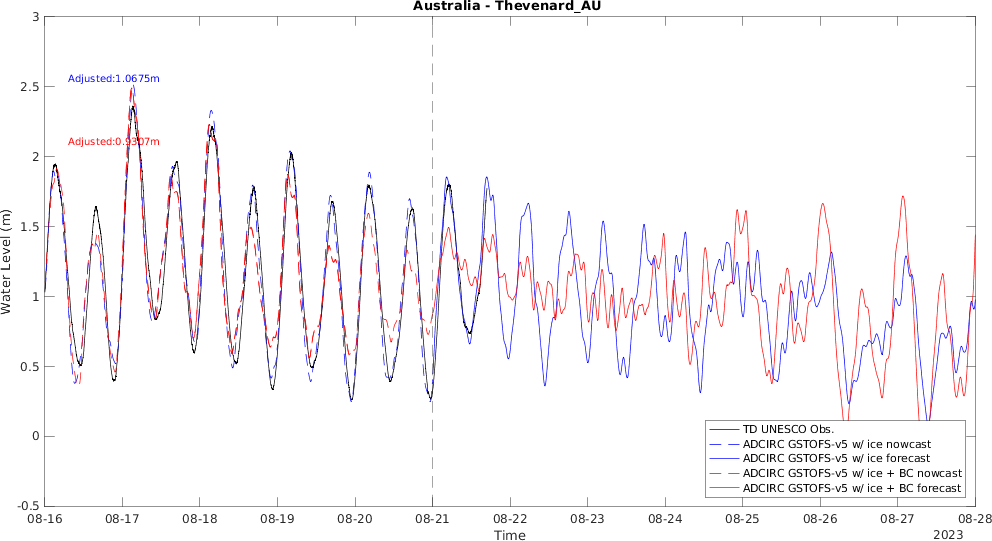 Australia - Thevenard_AU
Water Level (m)
3
2.5
2
1.5
1
0.5
0
-0.5
Adjusted:1.0675m
Adjusted:0.9307m
TD UNESCO Obs.
ADCIRC GSTOFS-v5 w/ ice nowcast
ADCIRC GSTOFS-v5 w/ ice forecast
ADCIRC GSTOFS-v5 w/ ice + BC nowcast
ADCIRC GSTOFS-v5 w/ ice + BC forecast
08-16 08-17 08-18 08-19 08-20 08-21 08-22 08-23 08-24 08-25 08-26 08-27 08-28
Time
2023